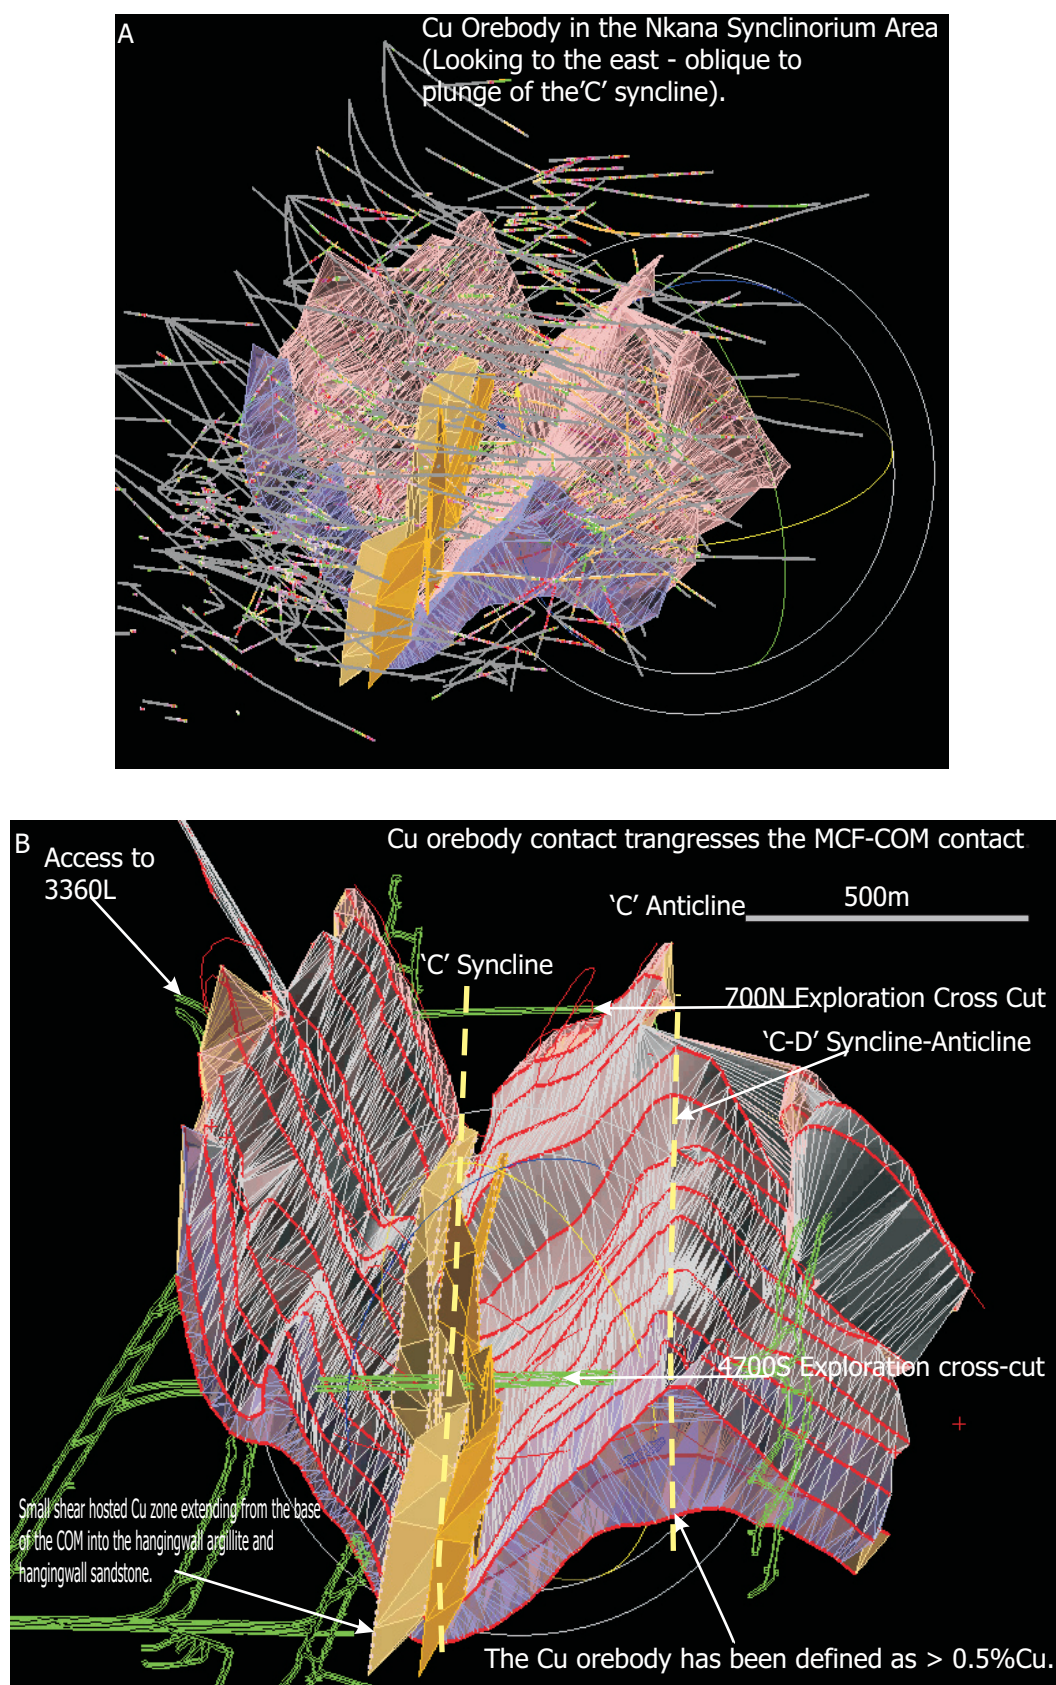 A
Cu Orebody in the Nkana Synclinorium Area
(Looking to the east - oblique to
plunge of the'C' syncline).
B
Cu orebody contact trangresses the MCF-COM contact.
Access to
3360L
'C' Anticline
500m
'C' Syncline
700N Exploration Cross Cut
'C-D' Syncline-Anticline
4700S Exploration cross-cut
Small shear hosted Cu zone extending from the base
of the COM into the hangingwall argillite and
hangingwall sandstone.
The Cu orebody has been defined as > 0.5%Cu.